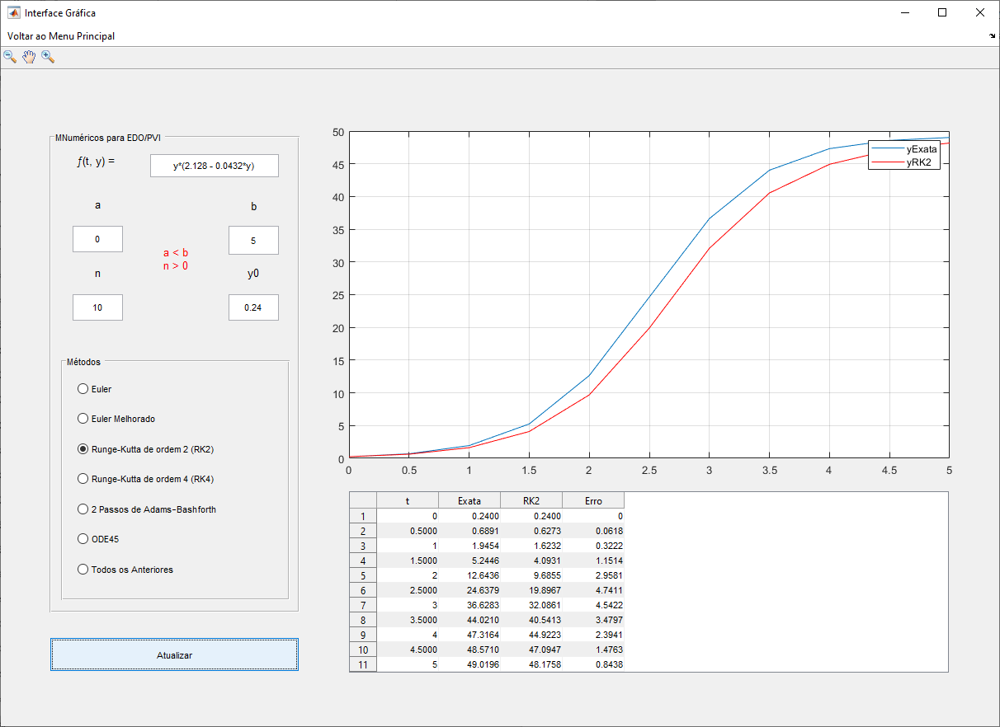 Interface Gráfica
Voltar ao Menu Principal
MNuméricos para EDO/PVI
ƒ(t, y) =
y*(2.128 - 0.0432*y)
a
b
0
5
a < b
n > 0
n
y0
10
0.24
Métodos
Euler
Euler Melhorado
Runge-Kutta de ordem 2 (RK2)
Runge-Kutta de ordem 4 (RK4)
2 Passos de Adams-Bashforth
ODE45
Todos os Anteriores
Atualizar
50
45
40
35
30
25
20
15
10
5
0
0 0.5 1 1.5 2 2.5 3 3.5 4 4.5 5
yExata
yRK2
t Exata RK2 Erro
1 0 0.2400 0.2400 0
2 0.5000 0.6891 0.6273 0.0618
3 1 1.9454 1.6232 0.3222
4 1.5000 5.2446 4.0931 1.1514
5 2 12.6436 9.6855 2.9581
6 2.5000 24.6379 19.8967 4.7411
7 3 36.6283 32.0861 4.5422
8 3.5000 44.0210 40.5413 3.4797
9 4 47.3164 44.9223 2.3941
10 4.5000 48.5710 47.0947 1.4763
11 5 49.0196 48.1758 0.8438